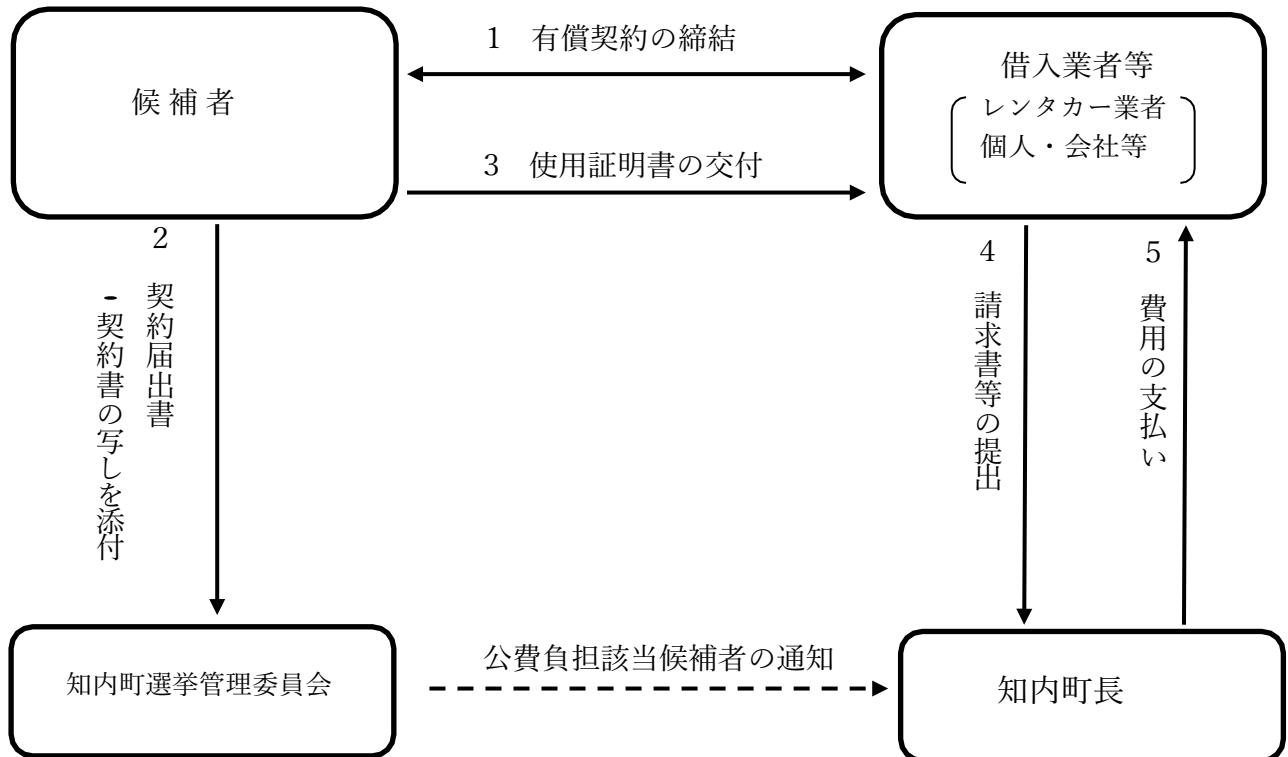 1 有償契約の締結
候補者
借入業者等
レンタカー業者
個人・会社等
3 使用証明書の交付
2 契約届出書
・契約書の写しを添付
4 請求書等の提出
5 費用の支払い
公費負担該当候補者の通知
知内町選挙管理委員会
知内町長